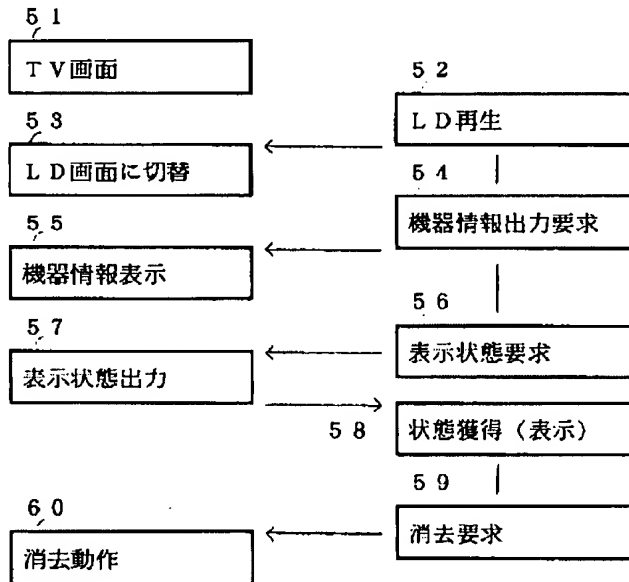 ５１
ＴＶ画面
５２
ＬＤ再生
５３
ＬＤ画面に切替
５４
機器情報出力要求
５５
機器情報表示
５６
表示状態要求
５７
表示状態出力
５８
状態獲得（表示）
５９
消去要求
６０
消去動作